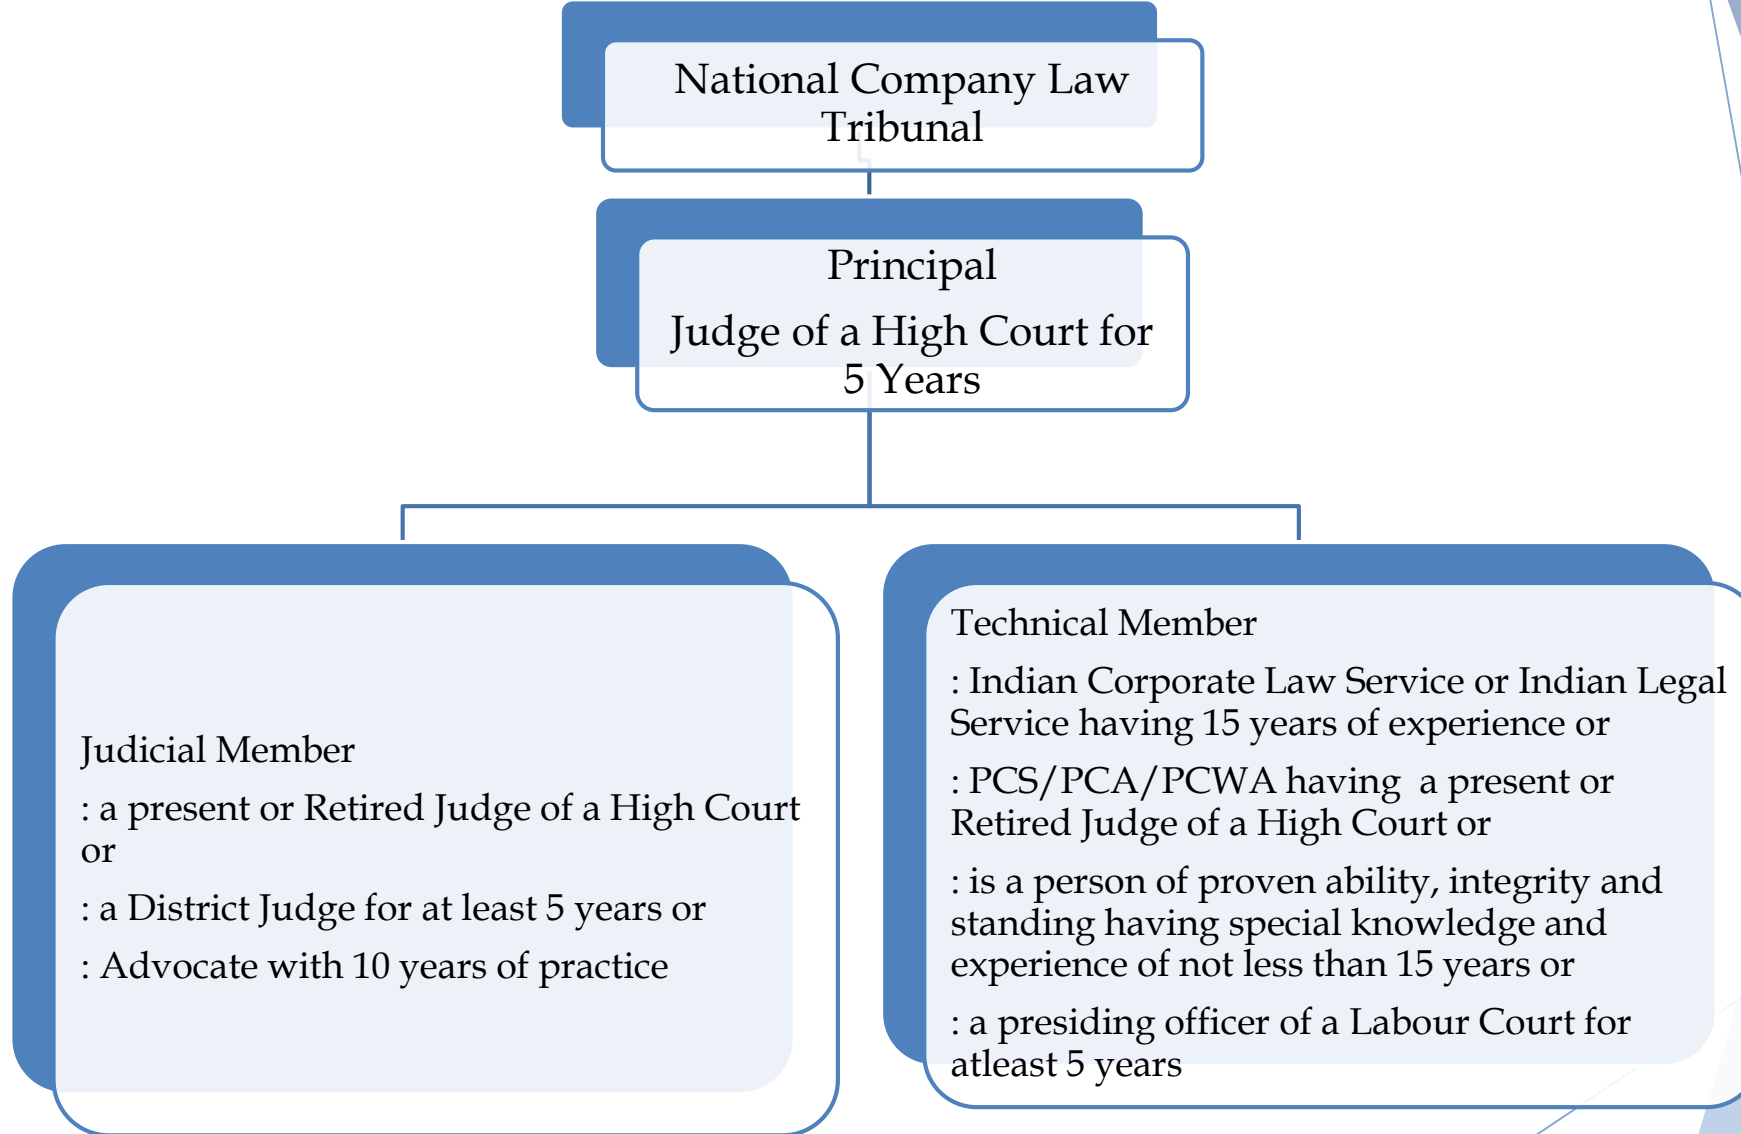 National Company Law
Tribunal
Principal
Judge of a High Court for
5 Years
Judicial Member
: a present or Retired Judge of a High Court
or
: a District Judge for at least 5 years or
: Advocate with 10 years of practice
Technical Member
: Indian Corporate Law Service or Indian Legal
Service having 15 years of experience or
: PCS/PCA/PCWA having  a present or
Retired Judge of a High Court or
: is a person of proven ability, integrity and
standing having special knowledge and
experience of not less than 15 years or
: a presiding officer of a Labour Court for
atleast 5 years